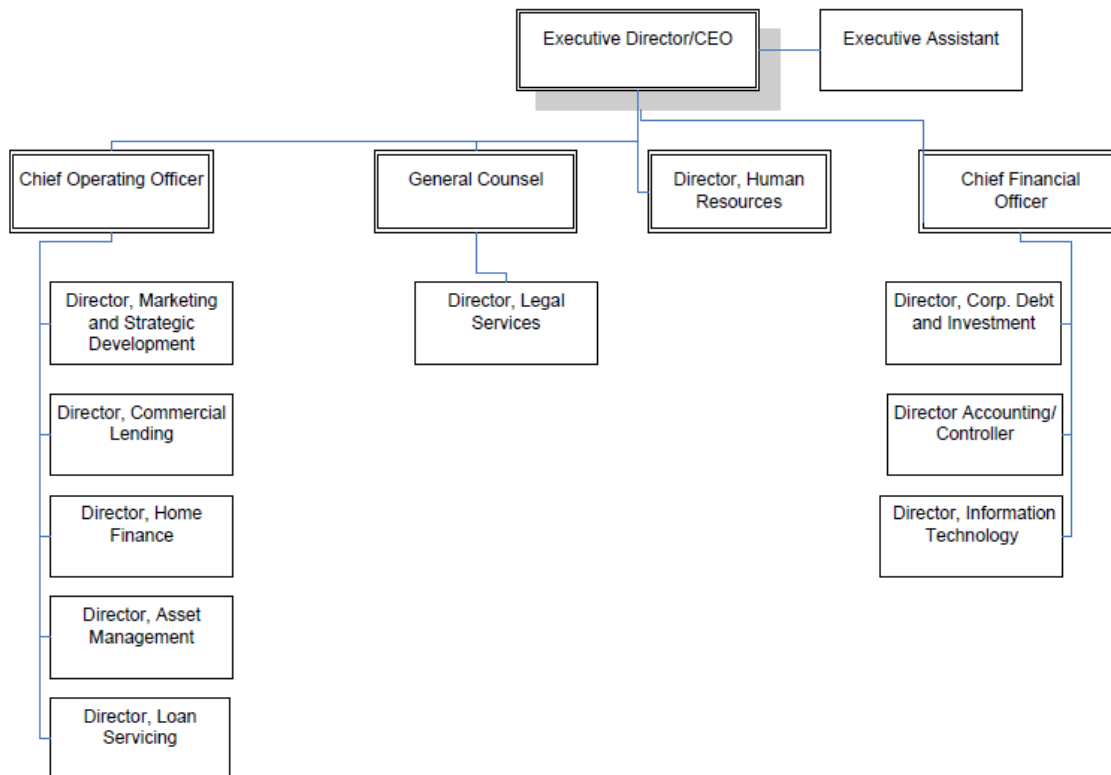 Executive Director/CEO
Executive Assistant
Chief Operating Officer
General Counsel
Director, Human
Resources
Chief Financial
Officer
Director, Marketing
and Strategic
Development
Director, Legal
Services
Director, Corp. Debt
and Investment
Director, Commercial
Lending
Director Accounting/
Controller
Director, Home
Finance
Director, Information
Technology
Director, Asset
Management
Director, Loan
Servicing